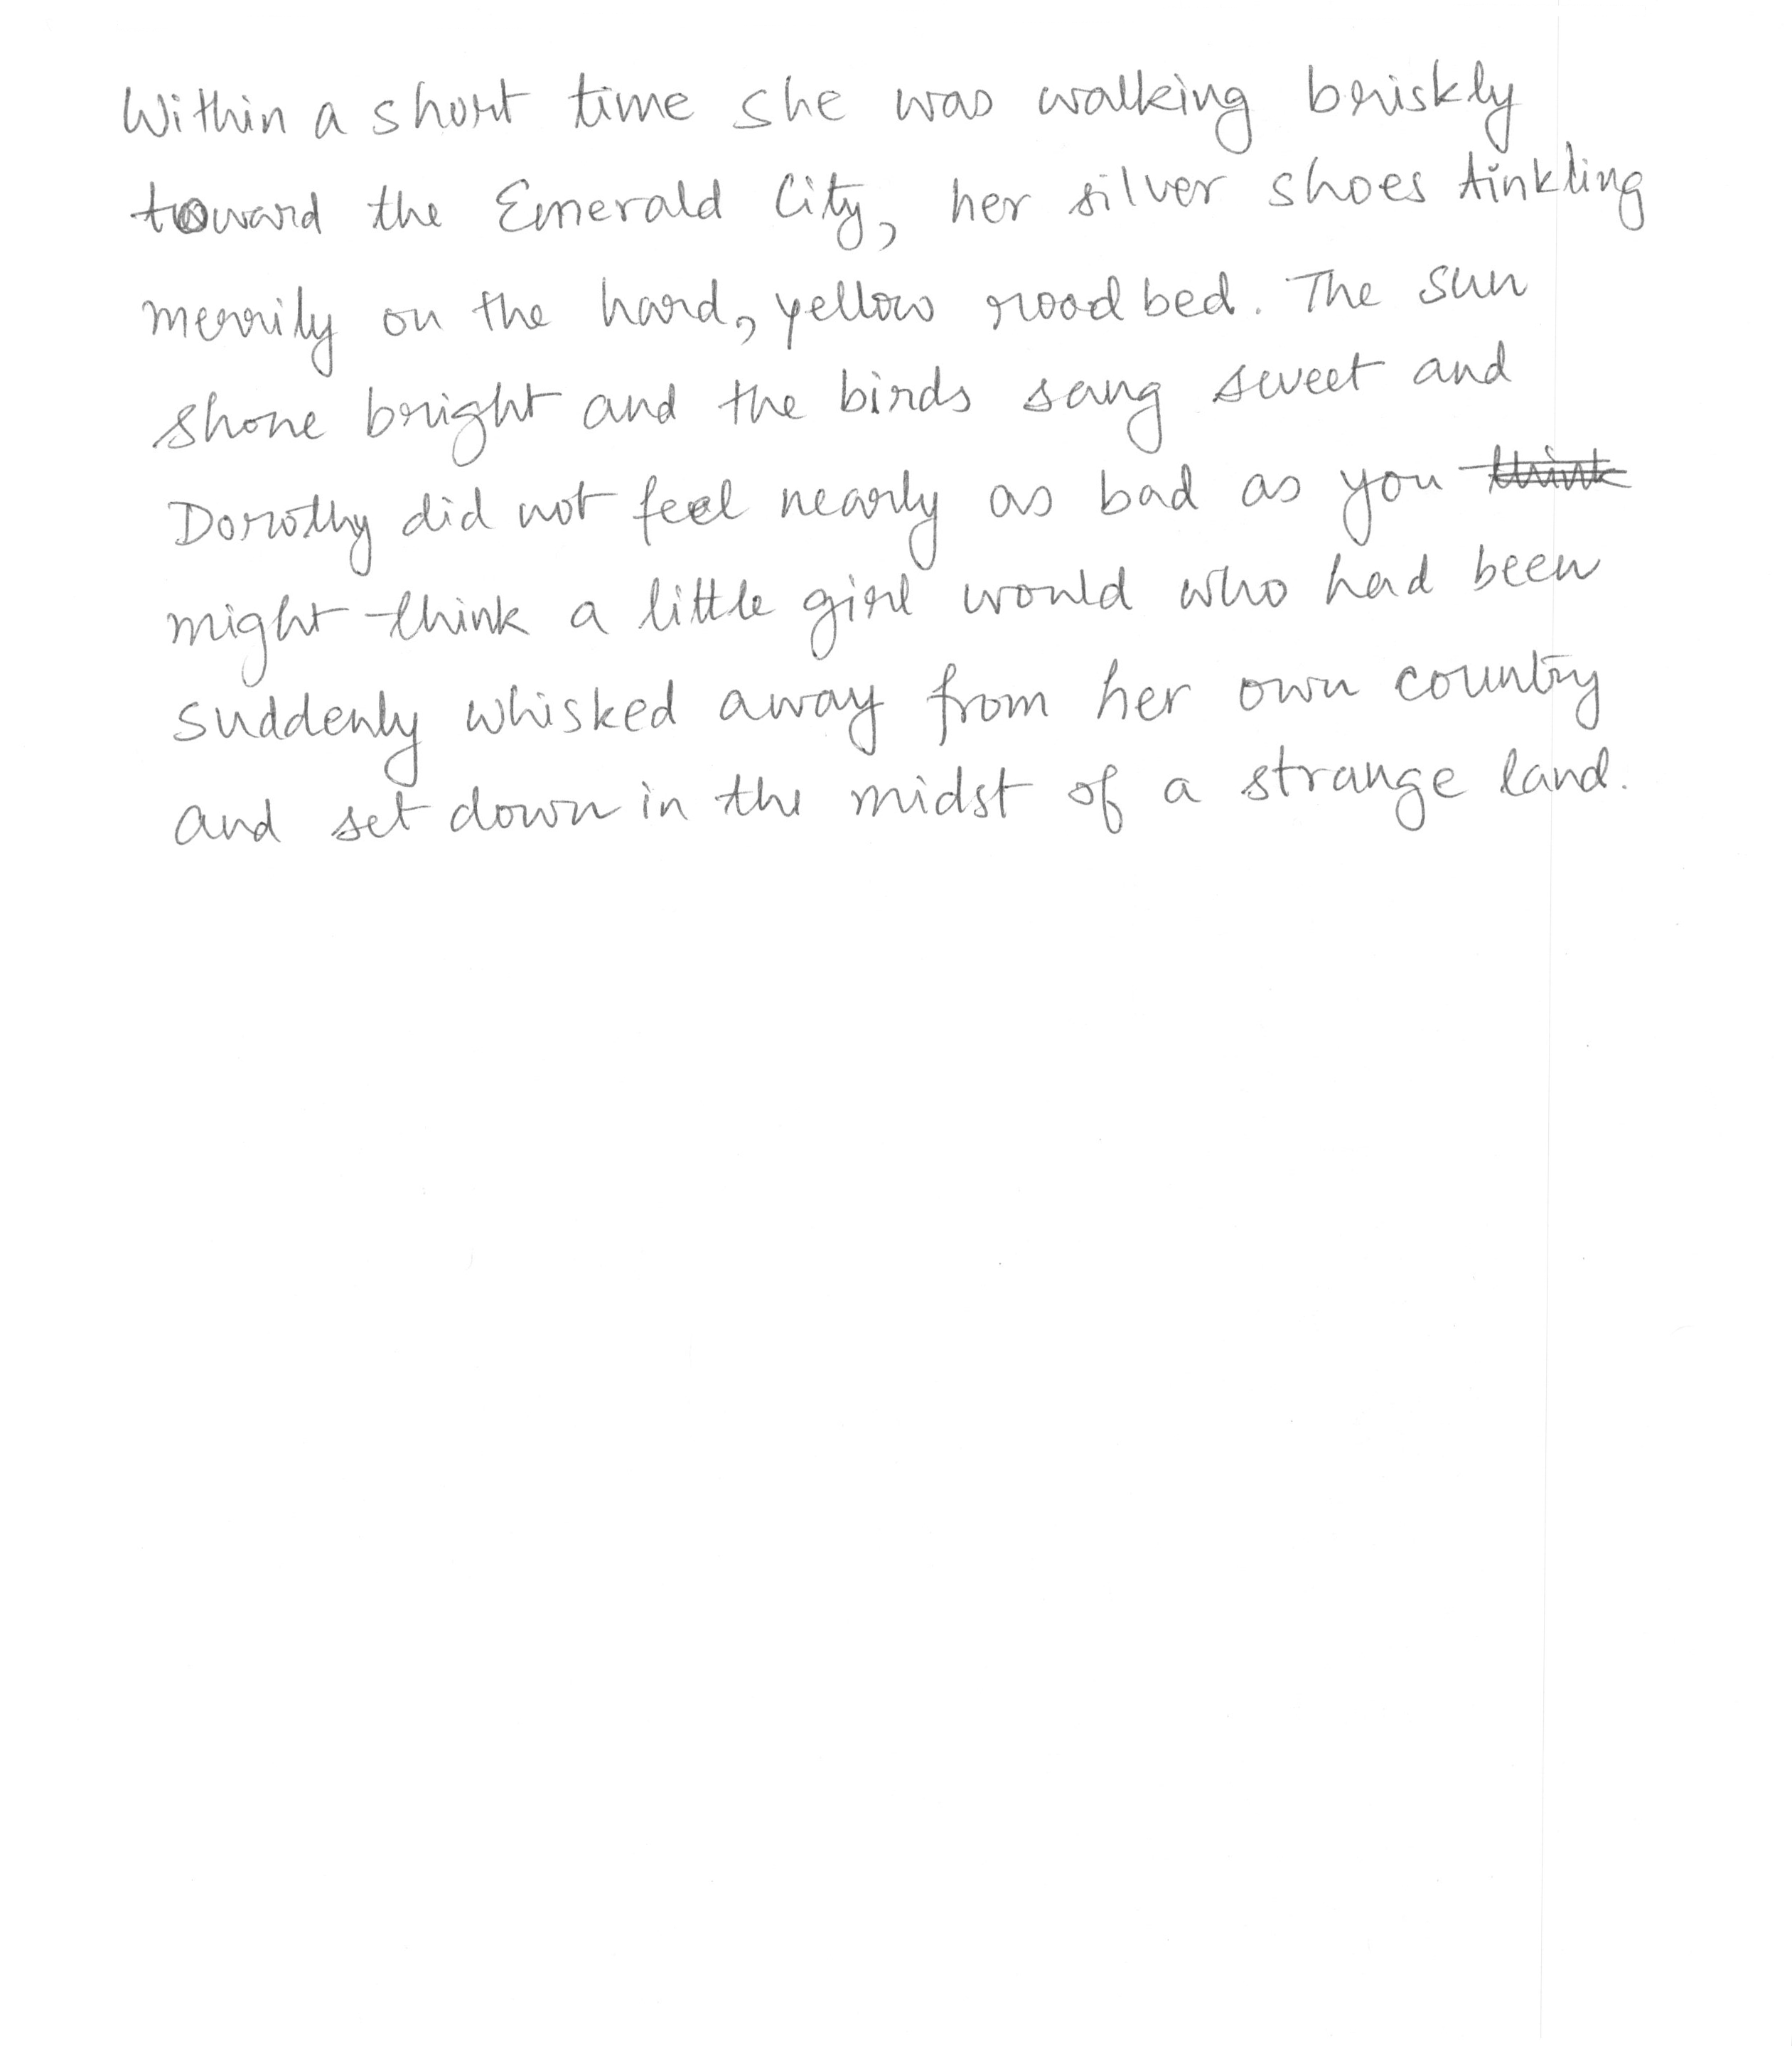 Within a short time she was walking briskly
toward the Emerald City, her silver shoes tinkling
merrily on the hard, yellow road bed. The sun
shone bright and the birds sang sweet and
Dorothy did not feel nearly as bad as you think
might think a little girl would who had been
suddenly whisked away from her own country
and set down in the midst of a strange land.